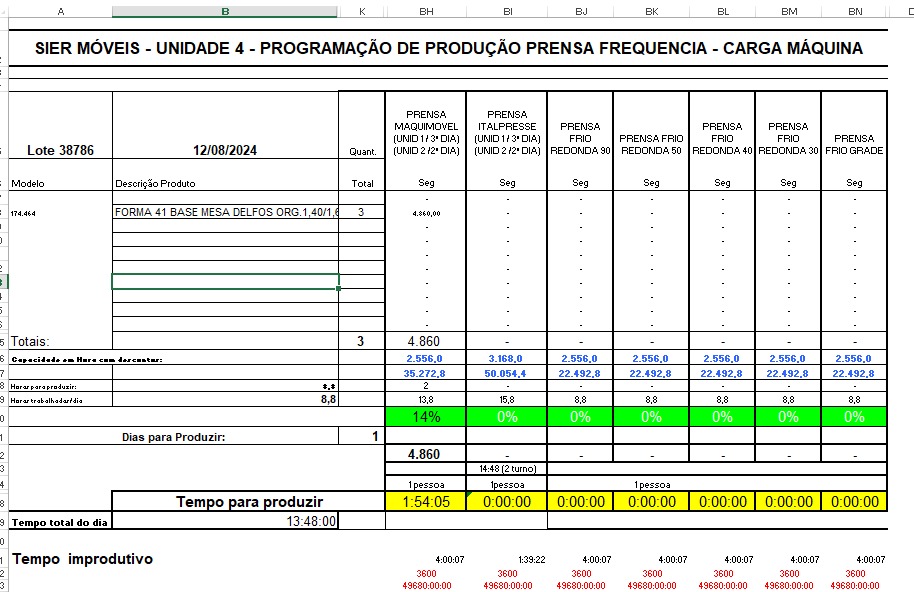 A B K BH BI BJ BK BL BM BN
SIER MÓVEIS - UNIDADE 4 - PROGRAMAÇÃO DE PRODUÇÃO PRENSA FREQUENCIA - CARGA MÁQUINA
Lote 38786 12/08/2024 Quant.
PRENSA MAQUIMOVEL (UNID 1 / 3ª DIA) (UNID 2 /2ª DIA)
PRENSA ITALPRESSE (UNID 1 / 3ª DIA) (UNID 2 /2ª DIA)
PRENSA FRIO REDONDA 90
PRENSA FRIO REDONDA 50
PRENSA FRIO REDONDA 40
PRENSA FRIO REDONDA 30
PRENSA FRIO GRADE
Modelo Descrição Produto Total Seg Seg Seg Seg Seg Seg Seg
- - - - - - -
174.464 FORMA 41 BASE MESA DELFOS ORG.1,40/1,6 3 4.860,00 - - - - - -
- - - - - - -
- - - - - - -
- - - - - - -
- - - - - - -
- - - - - - -
- - - - - - -
- - - - - - -
- - - - - - -
Totais: 3 4.860 - - - - - -
Capacidade em Hora com descontos: 2.556,0 3.168,0 2.556,0 2.556,0 2.556,0 2.556,0 2.556,0
35.272,8 50.054,4 22.492,8 22.492,8 22.492,8 22.492,8 22.492,8
Horas para produzir: 8,8 2 - - - - - -
Horas trabalhadas/dia 8,8 13,8 15,8 8,8 8,8 8,8 8,8 8,8
14% 0% 0% 0% 0% 0% 0%
Dias para Produzir: 1
4.860 - - - - - -
14:48 (2 turno)
1pessoa 1pessoa 1pessoa
Tempo para produzir 1:54:05 0:00:00 0:00:00 0:00:00 0:00:00 0:00:00 0:00:00
Tempo total do dia 13:48:00
Tempo improdutivo 4:00:07 1:39:22 4:00:07 4:00:07 4:00:07 4:00:07 4:00:07
3600 3600 3600 3600 3600 3600 3600
49680:00:00 49680:00:00 49680:00:00 49680:00:00 49680:00:00 49680:00:00 49680:00:00